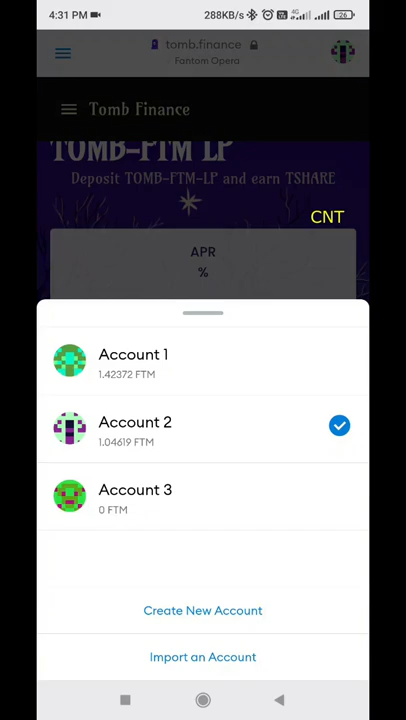 4:31 PM 288KB/s 4G 26
tomb.finance
Fantom Opera
Tomb Finance
TOMB-FTM LP
Deposit TOMB-FTM-LP and earn TSHARE
CNT
APR
%
Account 1
1.42372 FTM
Account 2
1.04619 FTM
Account 3
0 FTM
Create New Account
Import an Account